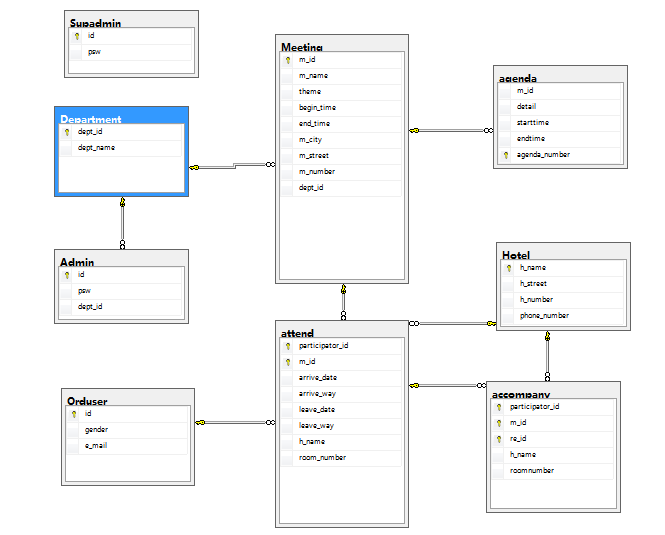 Supadmin
id
psw
Department
dept_id
dept_name
Admin
id
psw
dept_id
Orduser
id
gender
e_mail
Meeting
m_id
m_name
theme
begin_time
end_time
m_city
m_street
m_number
dept_id
attend
participator_id
m_id
arrive_date
arrive_way
leave_date
leave_way
h_name
room_number
agenda
m_id
detail
starttime
endtime
agenda_number
Hotel
h_name
h_street
h_number
phone_number
accompany
participator_id
m_id
re_id
h_name
roomnumber